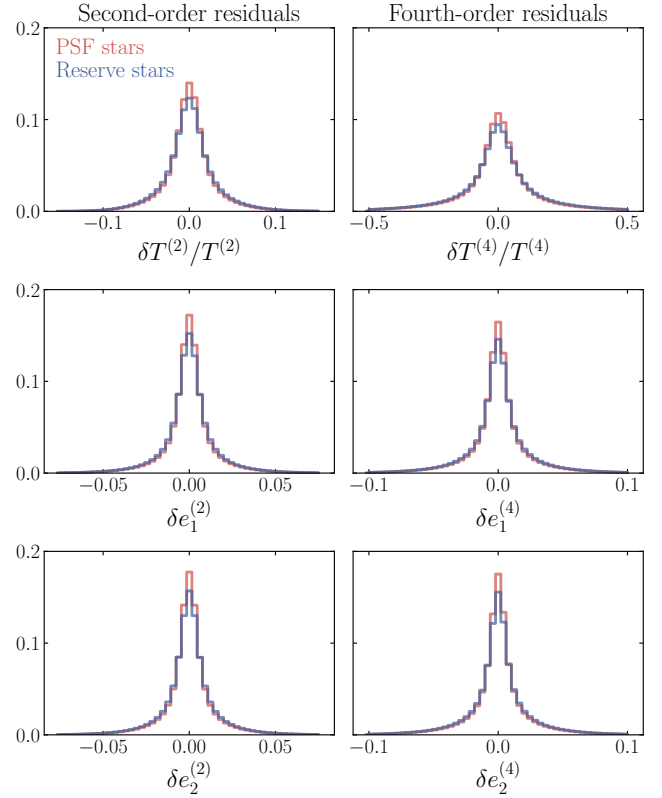 Second-order residuals
Fourth-order residuals
PSF stars
Reserve stars
0.2
0.1
0.0
−0.1 0.0 0.1
−0.5 0.0 0.5
δT⁽²⁾/T⁽²⁾
δT⁽⁴⁾/T⁽⁴⁾
0.2
0.1
0.0
−0.05 0.00 0.05
−0.1 0.0 0.1
δe₁⁽²⁾
δe₁⁽⁴⁾
0.2
0.1
0.0
−0.05 0.00 0.05
−0.1 0.0 0.1
δe₂⁽²⁾
δe₂⁽⁴⁾